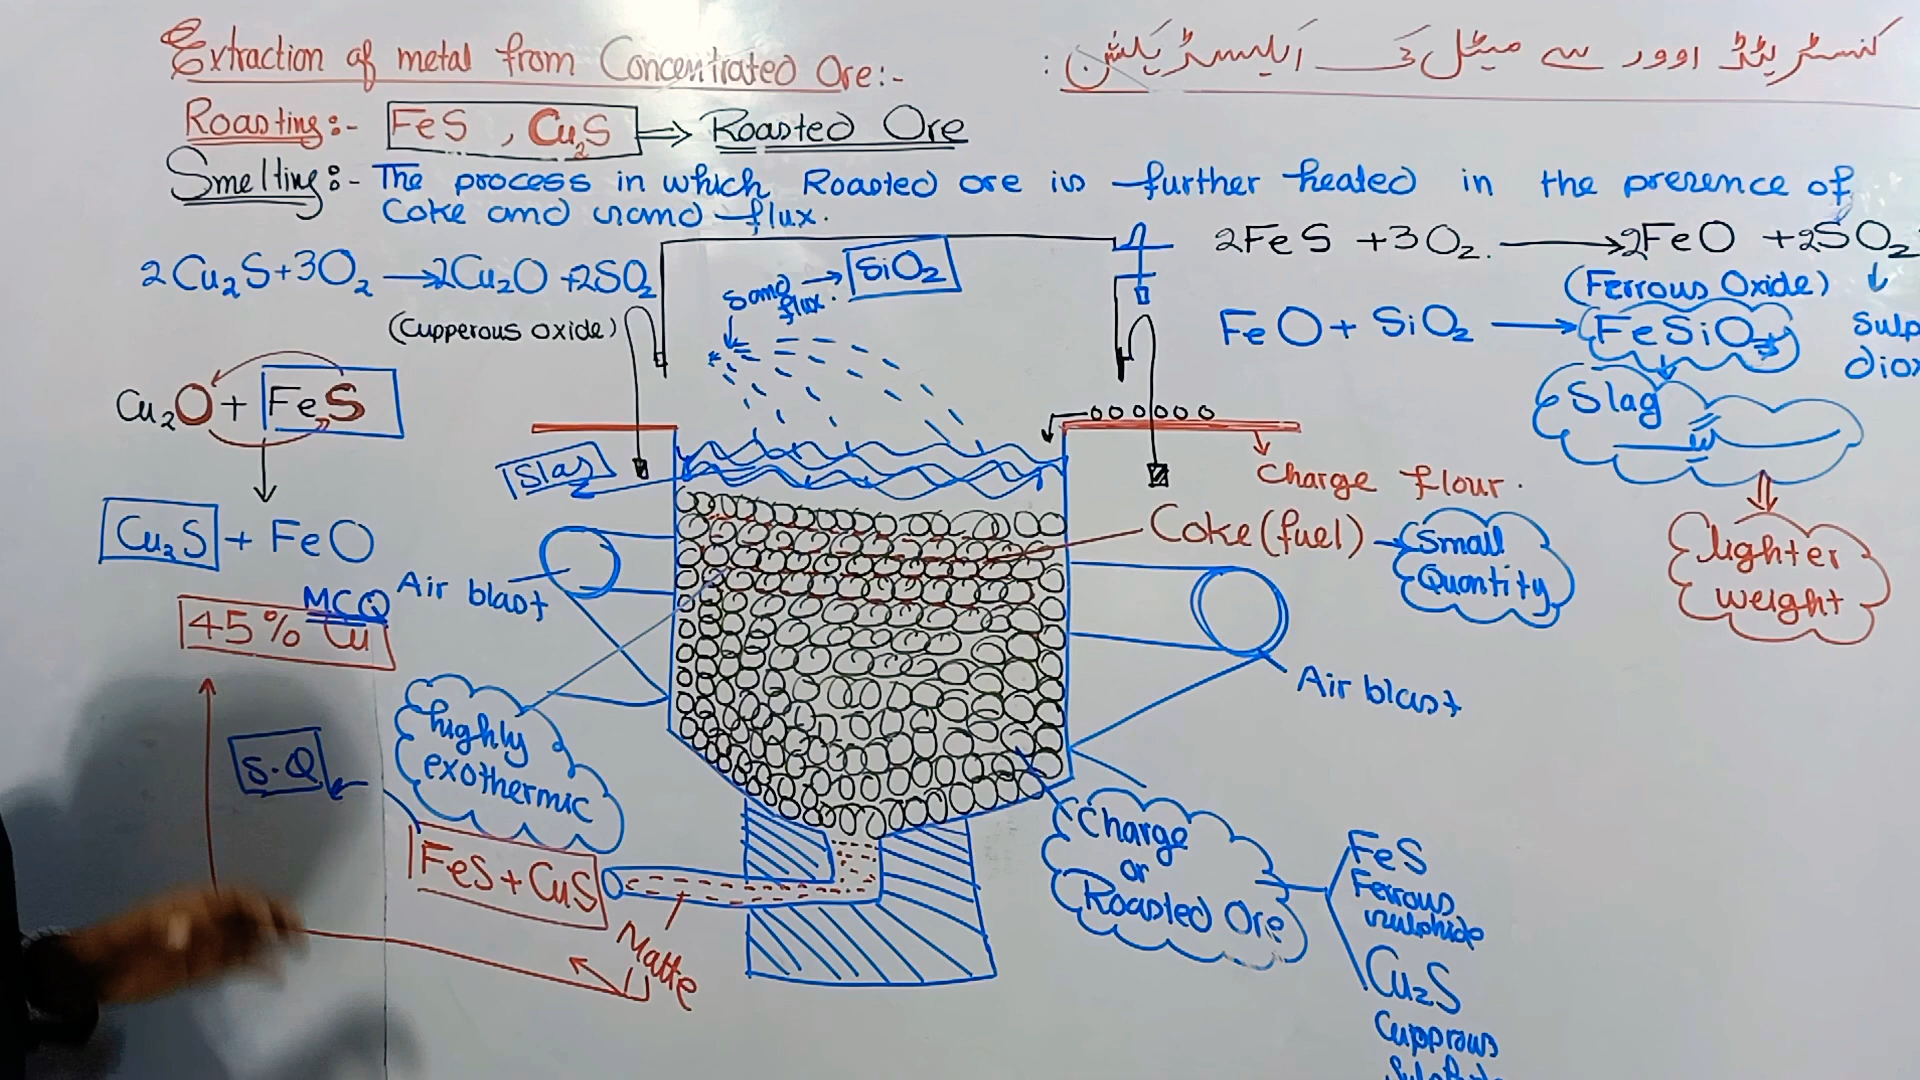 Extraction of metal from Concentrated Ore:-
کنسنٹریٹڈ اوور سے میٹل کی ایکسٹریکشن :
Roasting:- FeS , Cu₂S ⇒ Roasted Ore
Smelting:- The process in which Roasted ore is further heated in the presence of
Coke and sand flux.
2Cu₂S+3O₂ → 2Cu₂O +2SO₂
(Cupperous oxide)
Sand flux. → SiO₂
2FeS +3O₂. → 2FeO +2SO₂
(Ferrous Oxide) ↓
FeO + SiO₂ → FeSiO₃
Sulp
diox
Slag
lighter
weight
Cu₂O + FeS
↓
Cu₂S + FeO
MCQ
45% Cu
S.Q
Slag
Air blast
highly
exothermic
FeS + CuS
Matte
Charge flour.
Coke (fuel) → Small
Quantity
Air blast
Charge
or
Roasted Ore
FeS
Ferrous
sulphide
Cu₂S
Cupprous